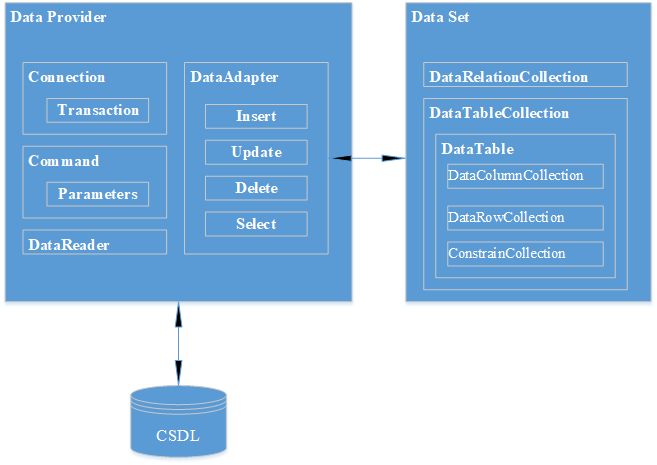 Data Provider
Connection
Transaction
Command
Parameters
DataReader
DataAdapter
Insert
Update
Delete
Select
Data Set
DataRelationCollection
DataTableCollection
DataTable
DataColumnCollection
DataRowCollection
ConstrainCollection
CSDL